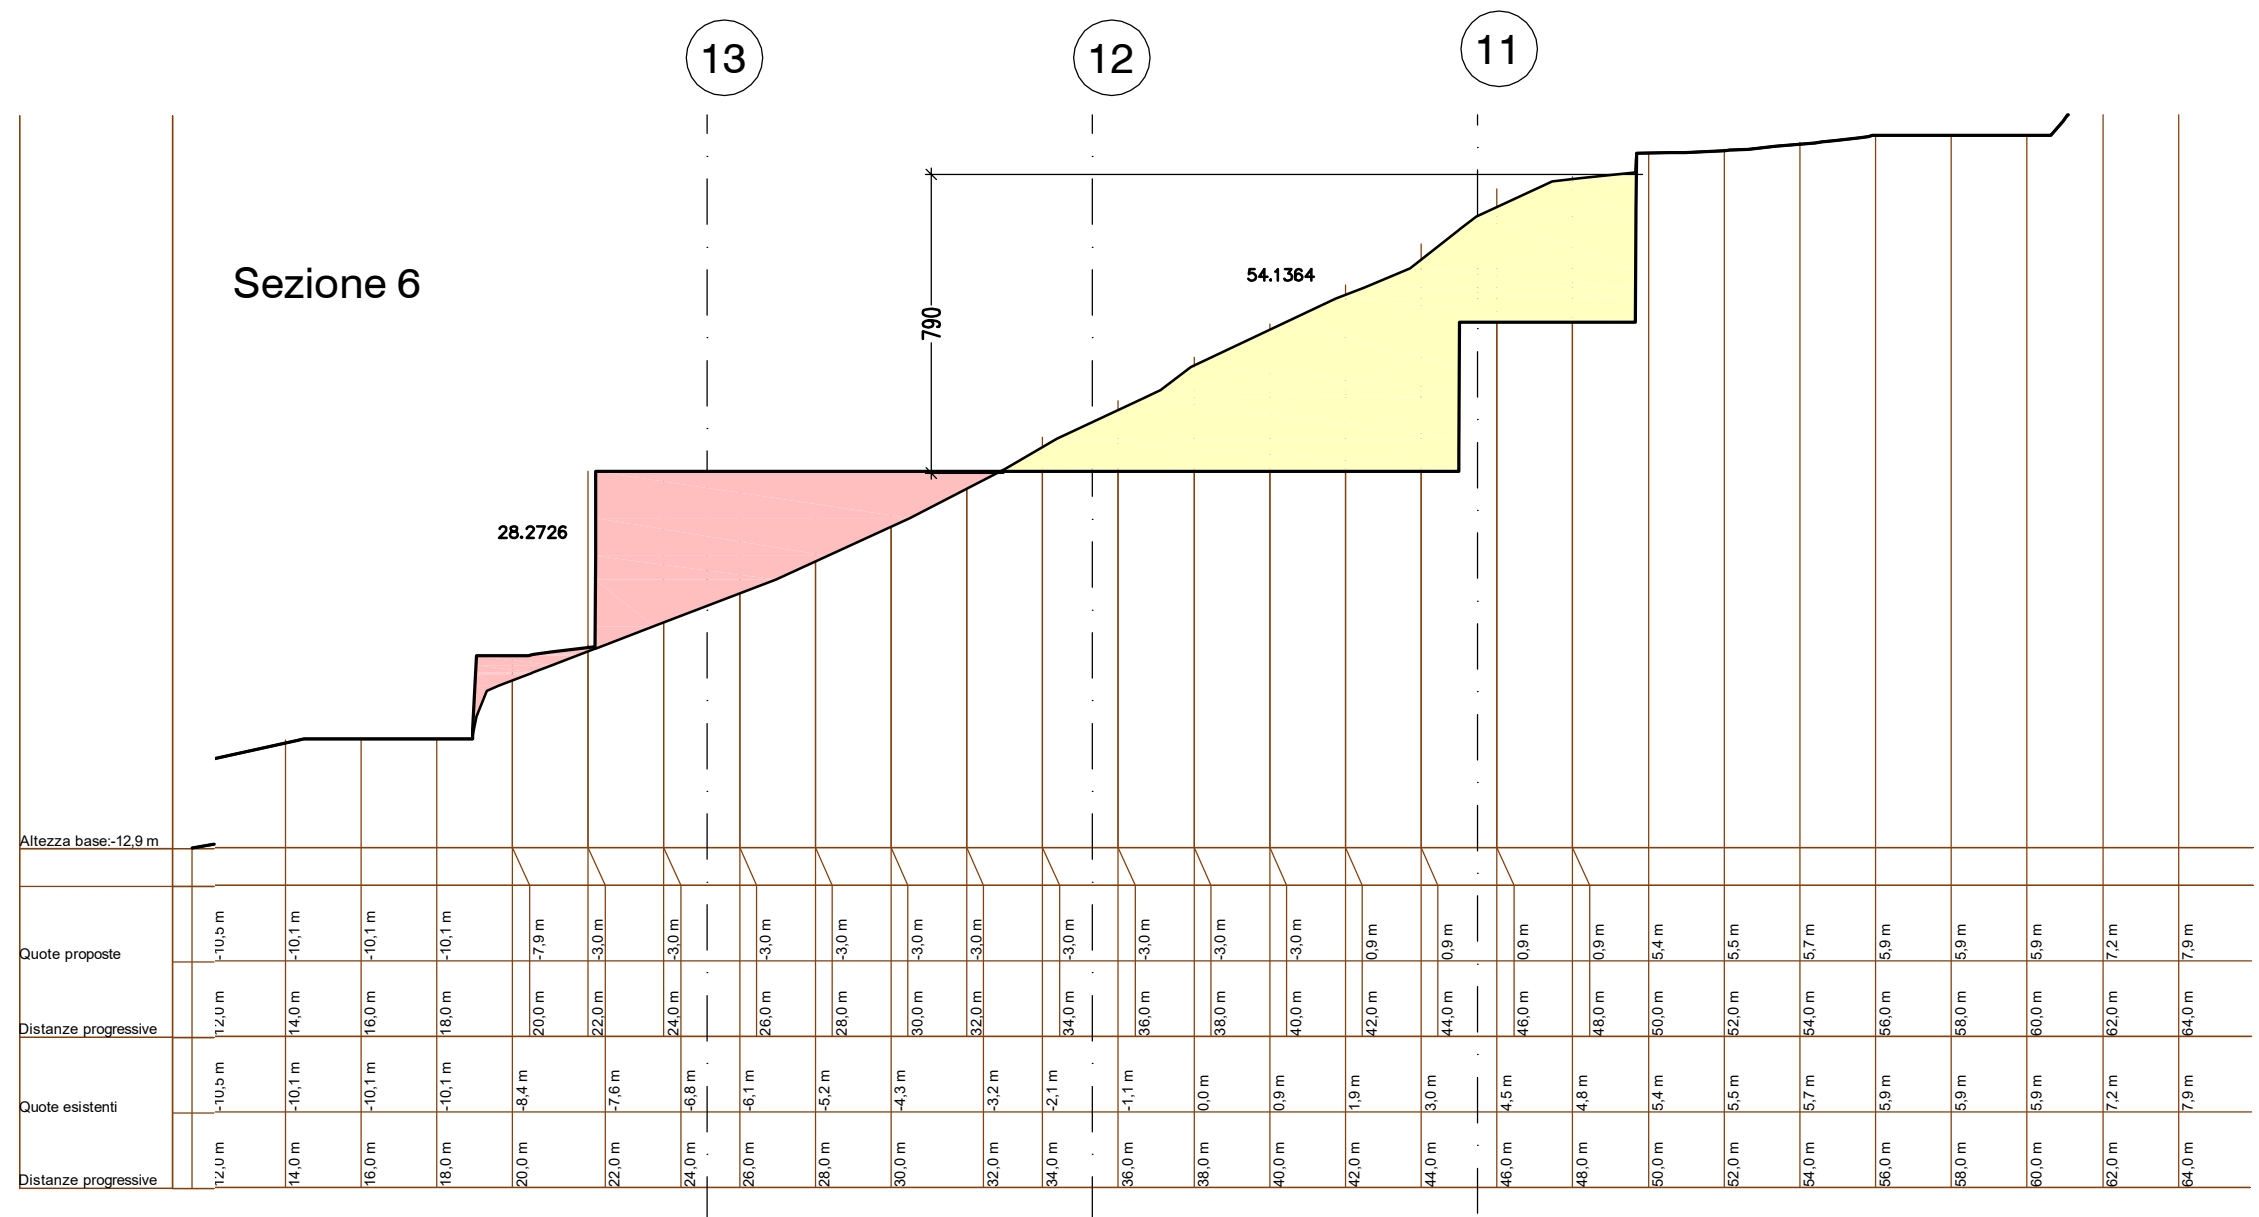 13
12
11
Sezione 6
54.1364
790
28.2726
Altezza base:-12,9 m
Quote proposte
-10,5 m -10,1 m -10,1 m -10,1 m -7,9 m -3,0 m -3,0 m -3,0 m -3,0 m -3,0 m -3,0 m -3,0 m -3,0 m -3,0 m -3,0 m 0,9 m 0,9 m 0,9 m 0,9 m 5,4 m 5,5 m 5,7 m 5,9 m 5,9 m 5,9 m 7,2 m 7,9 m
Distanze progressive
12,0 m 14,0 m 16,0 m 18,0 m 20,0 m 22,0 m 24,0 m 26,0 m 28,0 m 30,0 m 32,0 m 34,0 m 36,0 m 38,0 m 40,0 m 42,0 m 44,0 m 46,0 m 48,0 m 50,0 m 52,0 m 54,0 m 56,0 m 58,0 m 60,0 m 62,0 m 64,0 m
Quote esistenti
-10,5 m -10,1 m -10,1 m -10,1 m -8,4 m -7,6 m -6,8 m -6,1 m -5,2 m -4,3 m -3,2 m -2,1 m -1,1 m 0,0 m 0,9 m 1,9 m 3,0 m 4,5 m 4,8 m 5,4 m 5,5 m 5,7 m 5,9 m 5,9 m 5,9 m 7,2 m 7,9 m
Distanze progressive
12,0 m 14,0 m 16,0 m 18,0 m 20,0 m 22,0 m 24,0 m 26,0 m 28,0 m 30,0 m 32,0 m 34,0 m 36,0 m 38,0 m 40,0 m 42,0 m 44,0 m 46,0 m 48,0 m 50,0 m 52,0 m 54,0 m 56,0 m 58,0 m 60,0 m 62,0 m 64,0 m